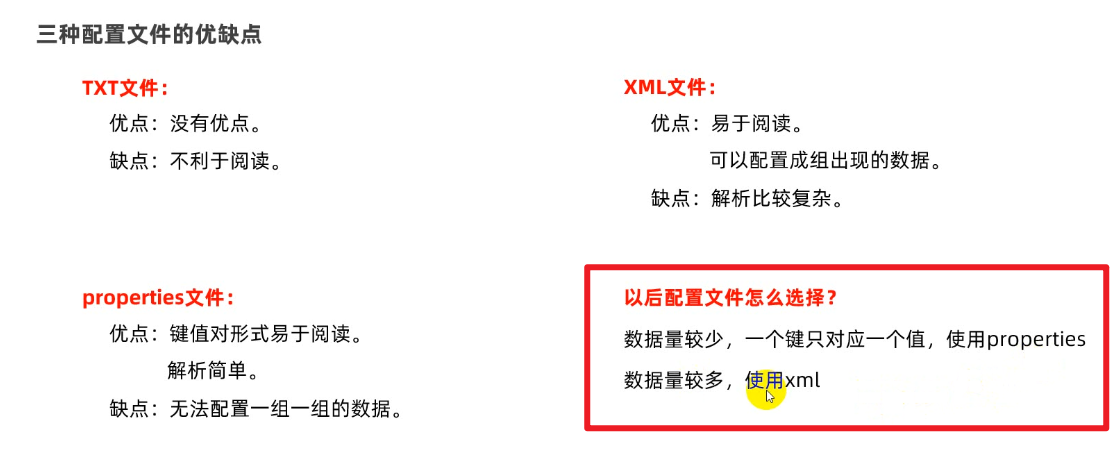 三种配置文件的优缺点
TXT文件：
优点：没有优点。
缺点：不利于阅读。
XML文件：
优点：易于阅读。
可以配置成组出现的数据。
缺点：解析比较复杂。
properties文件：
优点：键值对形式易于阅读。
解析简单。
缺点：无法配置一组一组的数据。
以后配置文件怎么选择？
数据量较少，一个键只对应一个值，使用properties
数据量较多，使用xml